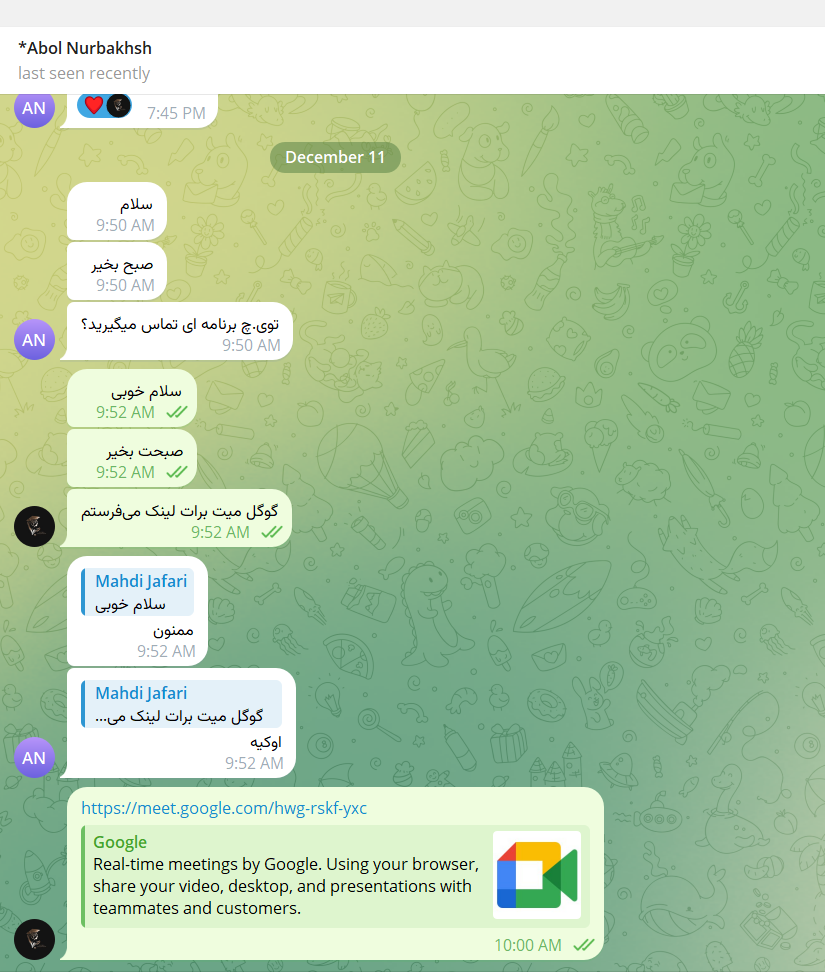 *Abol Nurbakhsh
last seen recently
AN
7:45 PM
December 11
سلام
9:50 AM
صبح بخیر
9:50 AM
توی.چ برنامه ای تماس میگیرید؟
AN
9:50 AM
سلام خوبی
9:52 AM
صبحت بخیر
9:52 AM
گوگل میت برات لینک می‌فرستم
9:52 AM
Mahdi Jafari
سلام خوبی
ممنون
9:52 AM
Mahdi Jafari
گوگل میت برات لینک می...
اوکیه
AN
9:52 AM
https://meet.google.com/hwg-rskf-yxc
Google
Real-time meetings by Google. Using your browser,
share your video, desktop, and presentations with
teammates and customers.
10:00 AM